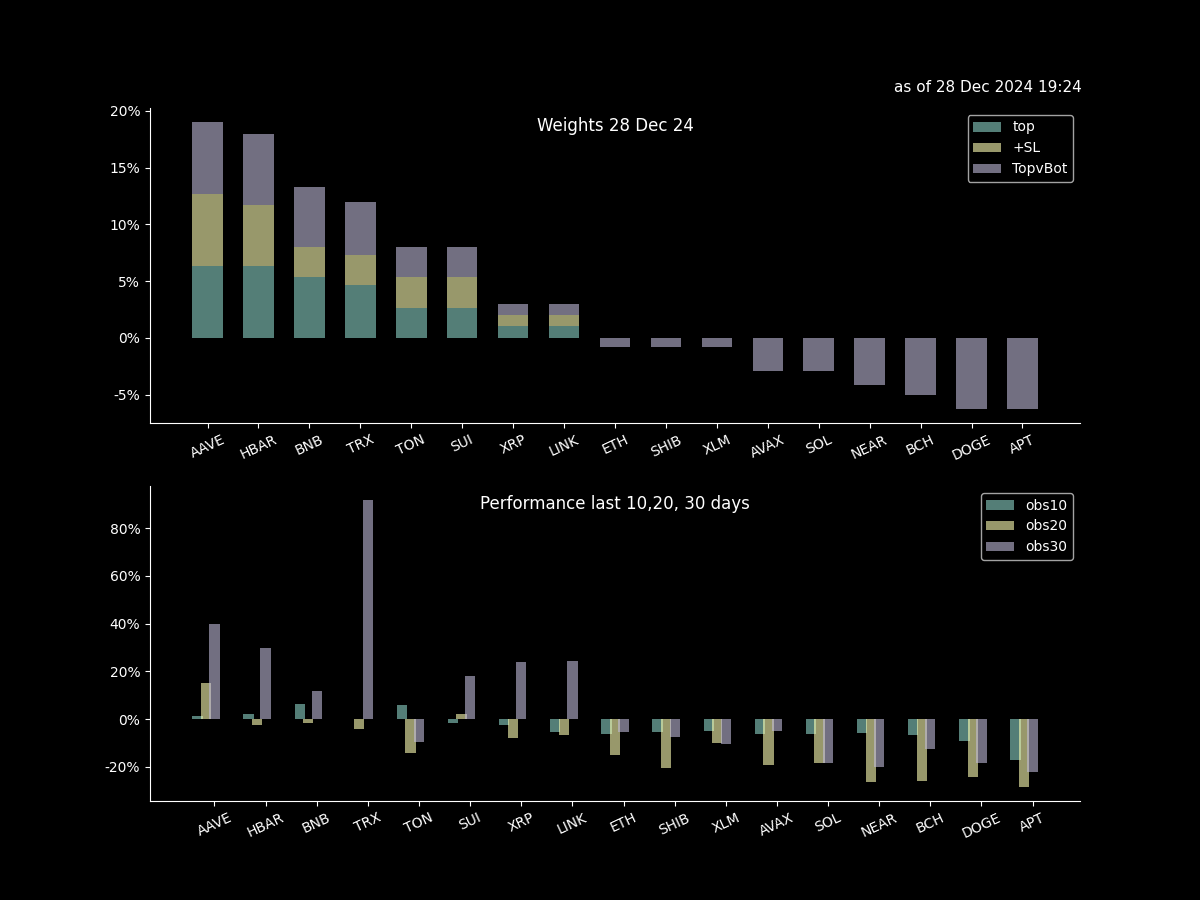 as of 28 Dec 2024 19:24
Weights 28 Dec 24
top
+SL
TopvBot
20%
15%
10%
5%
0%
-5%
AAVE HBAR BNB TRX TON SUI XRP LINK ETH SHIB XLM AVAX SOL NEAR BCH DOGE APT
Performance last 10,20, 30 days
obs10
obs20
obs30
80%
60%
40%
20%
0%
-20%
AAVE HBAR BNB TRX TON SUI XRP LINK ETH SHIB XLM AVAX SOL NEAR BCH DOGE APT